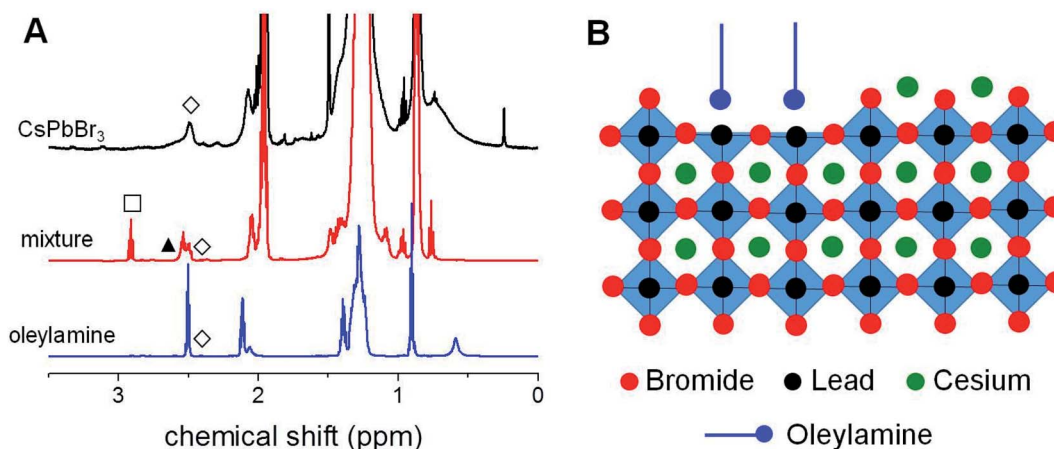 A
CsPbBr₃
mixture
oleylamine
3 2 1 0
chemical shift (ppm)
B
Bromide Lead Cesium
Oleylamine